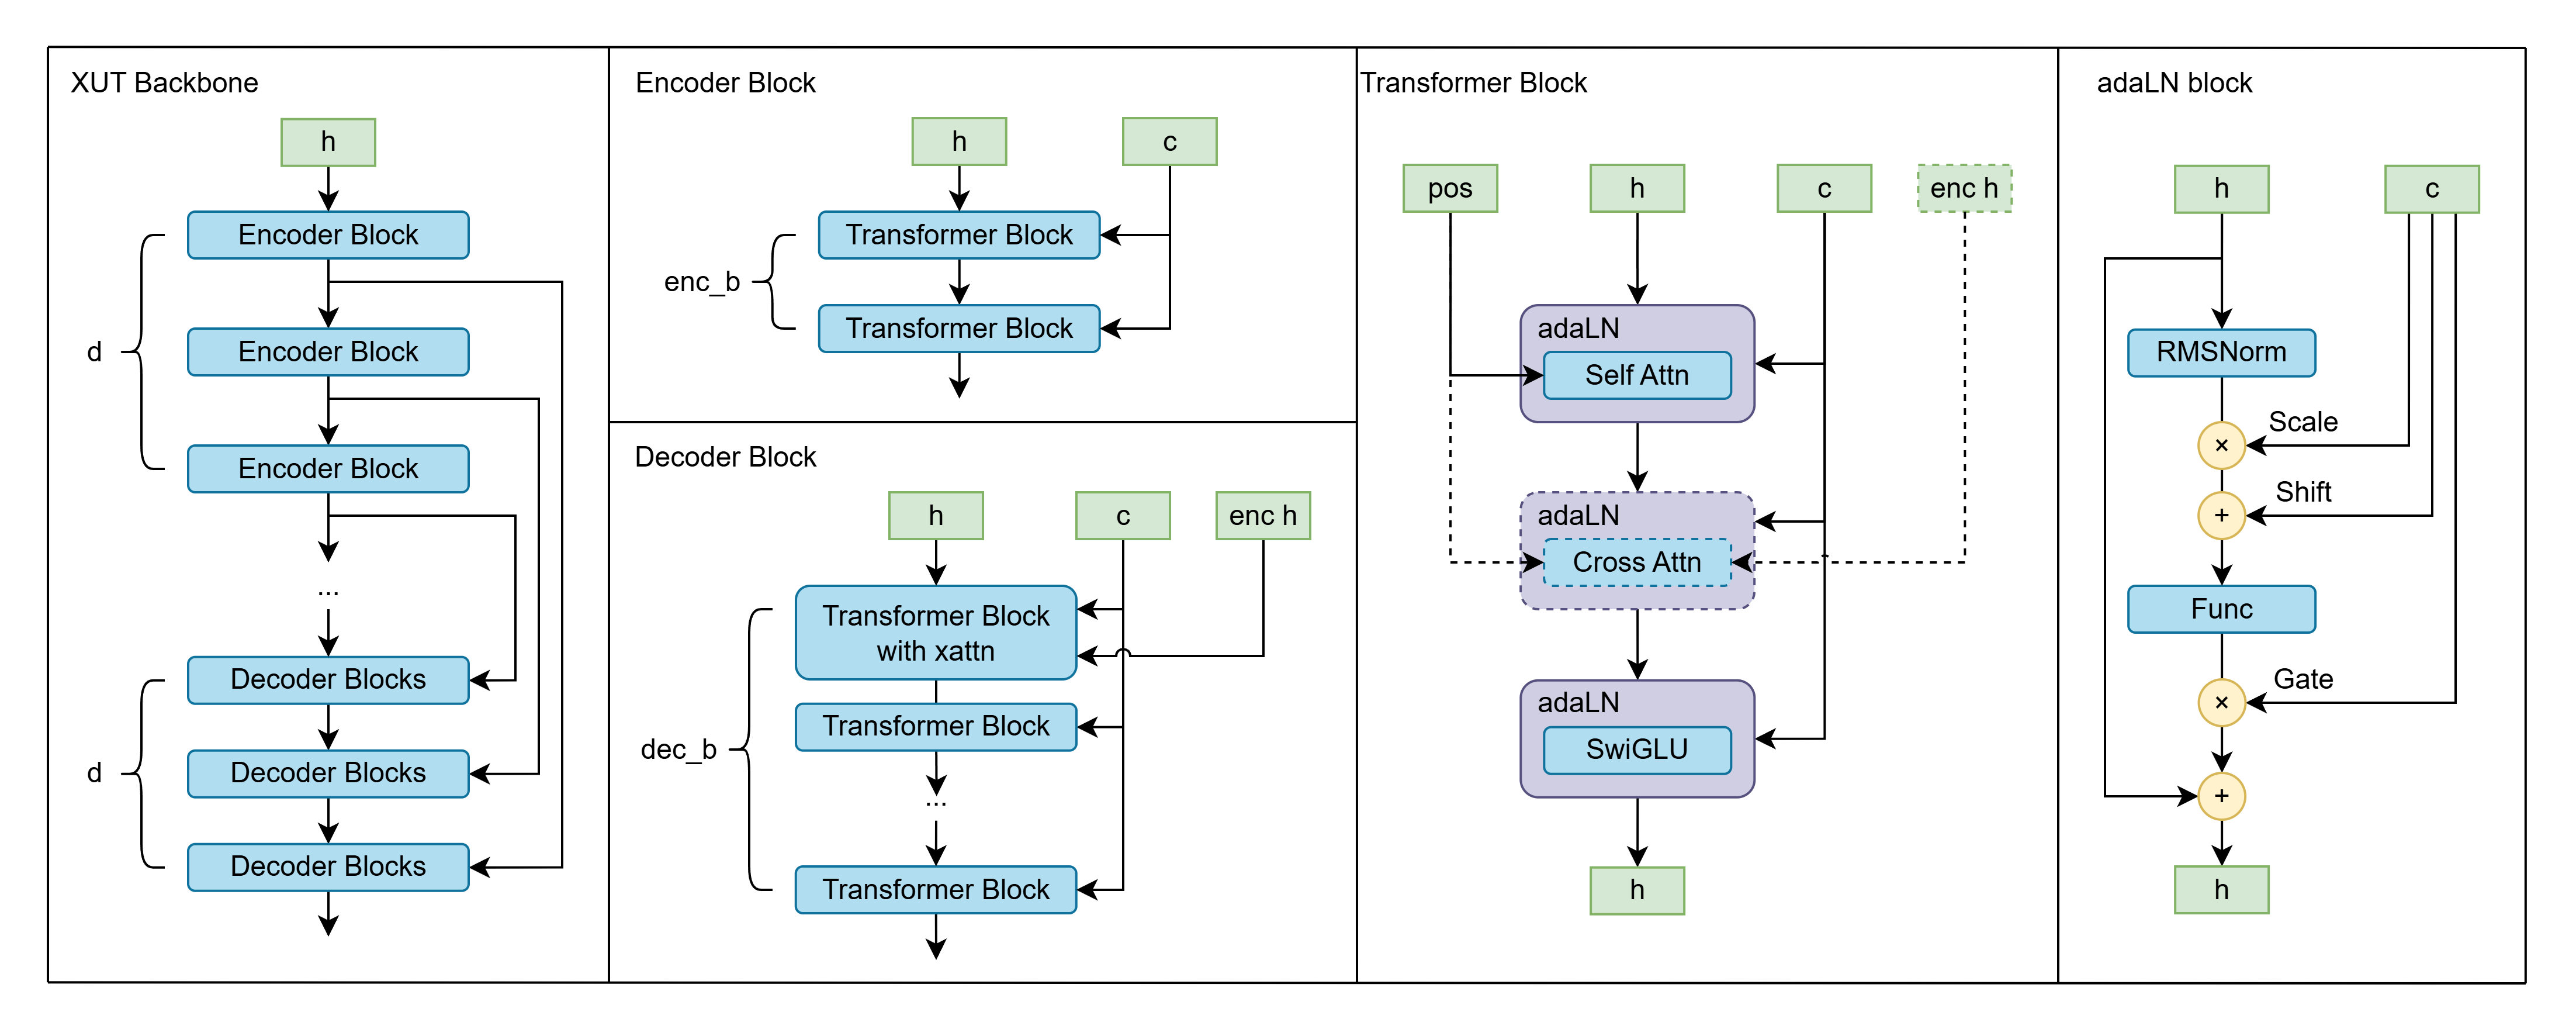 XUT Backbone
h
Encoder Block
Encoder Block
d
Encoder Block
...
Decoder Blocks
Decoder Blocks
d
Decoder Blocks
Encoder Block
h
c
Transformer Block
enc_b
Transformer Block
Decoder Block
h
c
enc h
Transformer Block
with xattn
Transformer Block
dec_b
...
Transformer Block
Transformer Block
pos
h
c
enc h
adaLN
Self Attn
adaLN
Cross Attn
adaLN
SwiGLU
h
adaLN block
h
c
RMSNorm
Scale
×
Shift
+
Func
Gate
×
+
h